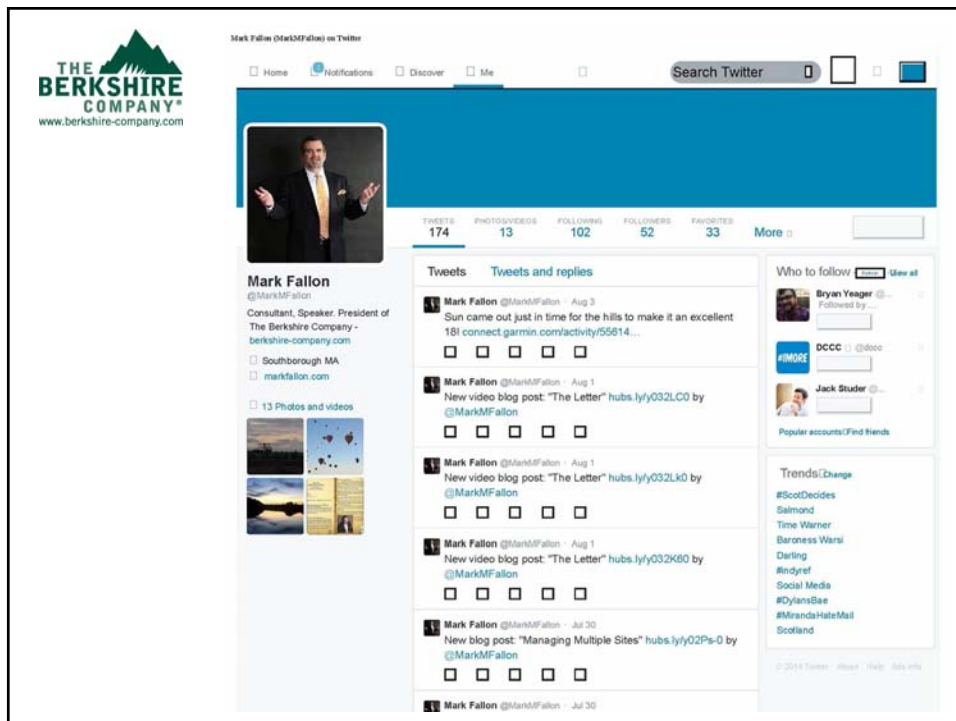 THE
BERKSHIRE
COMPANY®
www.berkshire-company.com
Mark Fallon (MarkMFallon) on Twitter
Home Notifications Discover Me Search Twitter
TWEETS PHOTOS/VIDEOS FOLLOWING FOLLOWERS FAVORITES
174 13 102 52 33 More
Mark Fallon
@MarkMFallon
Consultant, Speaker. President of
The Berkshire Company -
berkshire-company.com
Southborough MA
markfallon.com
13 Photos and videos
Tweets Tweets and replies
Mark Fallon @MarkMFallon · Aug 3
Sun came out just in time for the hills to make it an excellent
18! connect.garmin.com/activity/55614…
Mark Fallon @MarkMFallon · Aug 1
New video blog post: "The Letter" hubs.ly/y032LC0 by
@MarkMFallon
Mark Fallon @MarkMFallon · Aug 1
New video blog post: "The Letter" hubs.ly/y032Lk0 by
@MarkMFallon
Mark Fallon @MarkMFallon · Aug 1
New video blog post: "The Letter" hubs.ly/y032K60 by
@MarkMFallon
Mark Fallon @MarkMFallon · Jul 30
New blog post: "Managing Multiple Sites" hubs.ly/y02Ps-0 by
@MarkMFallon
Mark Fallon @MarkMFallon · Jul 30
Who to follow View all
Bryan Yeager @...
Followed by ...
#IMORE
DCCC @dccc
Jack Studer @...
Popular accounts Find friends
Trends Change
#ScotDecides
Salmond
Time Warner
Baroness Warsi
Darling
#indyref
Social Media
#DylansBae
#MirandaHateMail
Scotland
© 2014 Twitter About Help Ads info